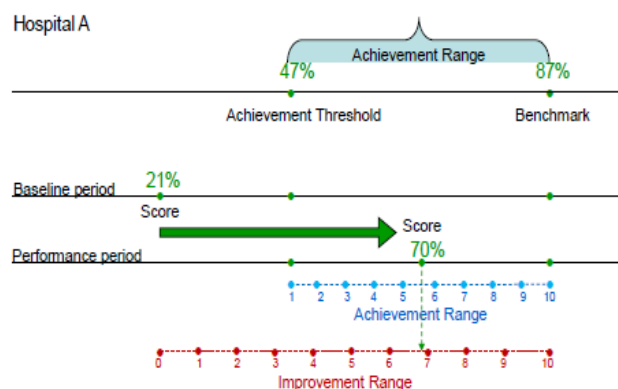 Hospital A
Achievement Range
47% 87%
Achievement Threshold Benchmark
21%
Baseline period
Score
Score
70%
Performance period
1 2 3 4 5 6 7 8 9 10
Achievement Range
0 1 2 3 4 5 6 7 8 9 10
Improvement Range